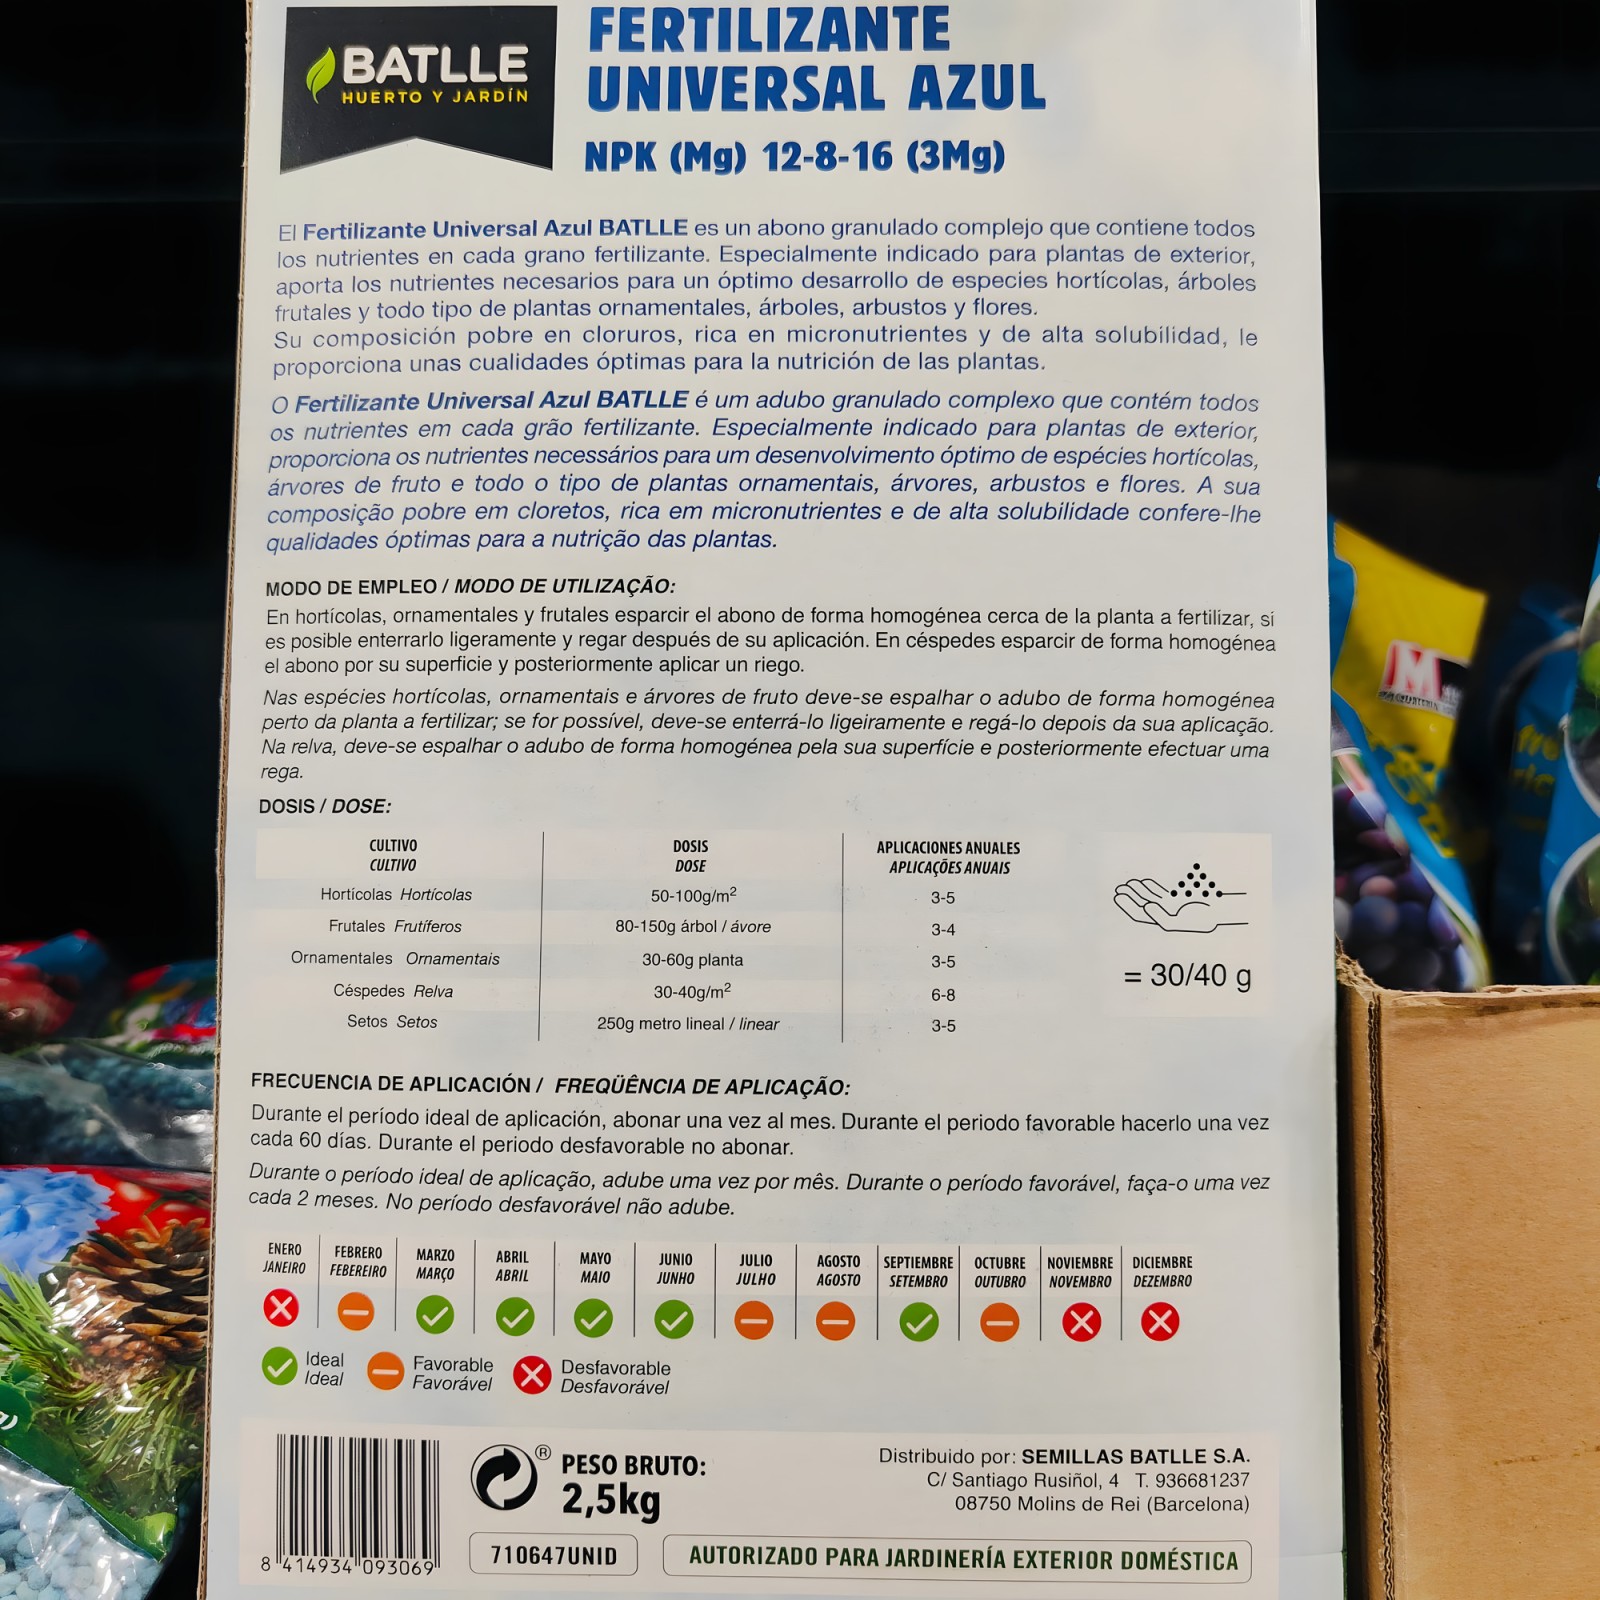 BATLLE
HUERTO Y JARDÍN
FERTILIZANTE
UNIVERSAL AZUL
NPK (Mg) 12-8-16 (3Mg)
El Fertilizante Universal Azul BATLLE es un abono granulado complejo que contiene todos
los nutrientes en cada grano fertilizante. Especialmente indicado para plantas de exterior,
aporta los nutrientes necesarios para un óptimo desarrollo de especies hortícolas, árboles
frutales y todo tipo de plantas ornamentales, árboles, arbustos y flores.
Su composición pobre en cloruros, rica en micronutrientes y de alta solubilidad, le
proporciona unas cualidades óptimas para la nutrición de las plantas.
O Fertilizante Universal Azul BATLLE é um adubo granulado complexo que contém todos
os nutrientes em cada grão fertilizante. Especialmente indicado para plantas de exterior,
proporciona os nutrientes necessários para um desenvolvimento óptimo de espécies hortícolas,
árvores de fruto e todo o tipo de plantas ornamentais, árvores, arbustos e flores. A sua
composição pobre em cloretos, rica em micronutrientes e de alta solubilidade confere-lhe
qualidades óptimas para a nutrição das plantas.
MODO DE EMPLEO / MODO DE UTILIZAÇÃO:
En hortícolas, ornamentales y frutales esparcir el abono de forma homogénea cerca de la planta a fertilizar, si
es posible enterrarlo ligeramente y regar después de su aplicación. En céspedes esparcir de forma homogénea
el abono por su superficie y posteriormente aplicar un riego.
Nas espécies hortícolas, ornamentais e árvores de fruto deve-se espalhar o adubo de forma homogénea
perto da planta a fertilizar; se for possível, deve-se enterrá-lo ligeiramente e regá-lo depois da sua aplicação.
Na relva, deve-se espalhar o adubo de forma homogénea pela sua superfície e posteriormente efectuar uma
rega.
DOSIS / DOSE:
CULTIVO DOSIS APLICACIONES ANUALES
CULTIVO DOSE APLICAÇÕES ANUAIS
Hortícolas Hortícolas 50-100g/m² 3-5
Frutales Frutíferos 80-150g árbol / ávore 3-4
Ornamentales Ornamentais 30-60g planta 3-5
Céspedes Relva 30-40g/m² 6-8
Setos Setos 250g metro lineal / linear 3-5
= 30/40 g
FRECUENCIA DE APLICACIÓN / FREQÜÊNCIA DE APLICAÇÃO:
Durante el período ideal de aplicación, abonar una vez al mes. Durante el periodo favorable hacerlo una vez
cada 60 días. Durante el periodo desfavorable no abonar.
Durante o período ideal de aplicação, adube uma vez por mês. Durante o período favorável, faça-o uma vez
cada 2 meses. No período desfavorável não adube.
ENERO FEBRERO MARZO ABRIL MAYO JUNIO JULIO AGOSTO SEPTIEMBRE OCTUBRE NOVIEMBRE DICIEMBRE
JANEIRO FEBEREIRO MARÇO ABRIL MAIO JUNHO JULHO AGOSTO SETEMBRO OUTUBRO NOVEMBRO DEZEMBRO
Ideal Favorable Desfavorable
Ideal Favorável Desfavorável
8 414934 093069
® PESO BRUTO:
2,5kg
710647UNID
Distribuido por: SEMILLAS BATLLE S.A.
C/ Santiago Rusiñol, 4 T. 936681237
08750 Molins de Rei (Barcelona)
AUTORIZADO PARA JARDINERÍA EXTERIOR DOMÉSTICA
M